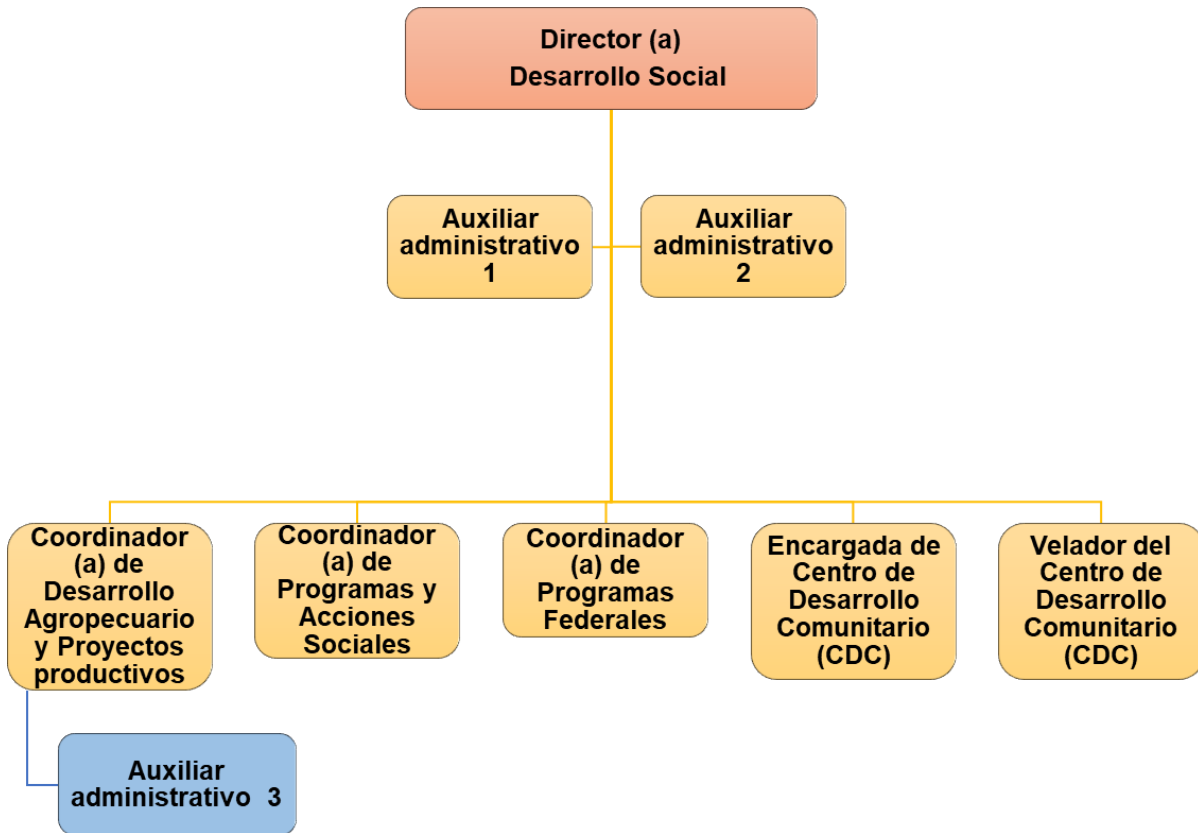 Director (a)
Desarrollo Social
Auxiliar
administrativo
1
Auxiliar
administrativo
2
Coordinador
(a) de
Desarrollo
Agropecuario
y Proyectos
productivos
Coordinador
(a) de
Programas y
Acciones
Sociales
Coordinador
(a) de
Programas
Federales
Encargada de
Centro de
Desarrollo
Comunitario
(CDC)
Velador del
Centro de
Desarrollo
Comunitario
(CDC)
Auxiliar
administrativo 3